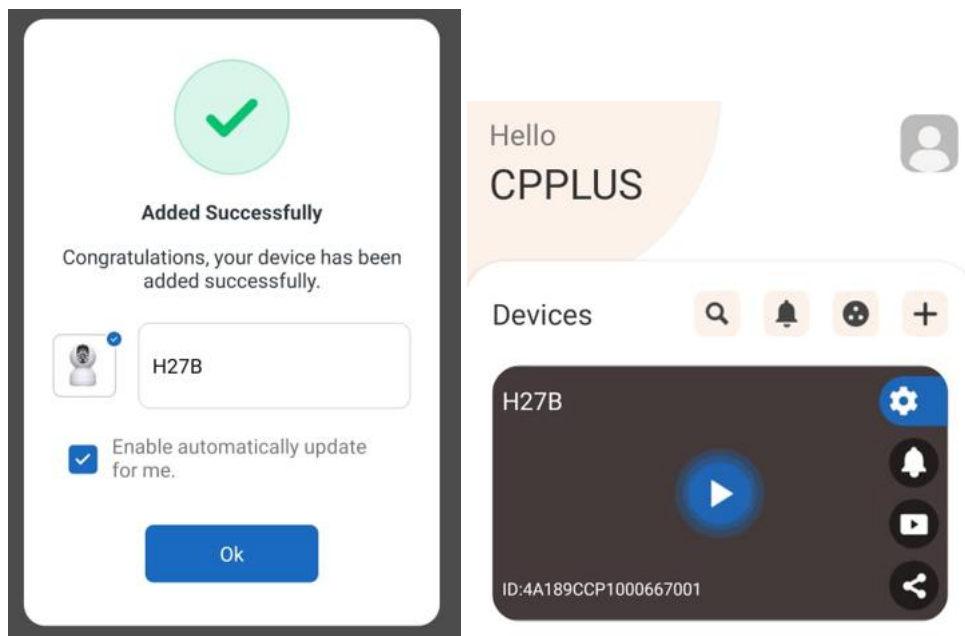 Added Successfully
Congratulations, your device has been
added successfully.
H27B
Enable automatically update
for me.
Ok
Hello
CPPLUS
Devices
H27B
ID:4A189CCP1000667001